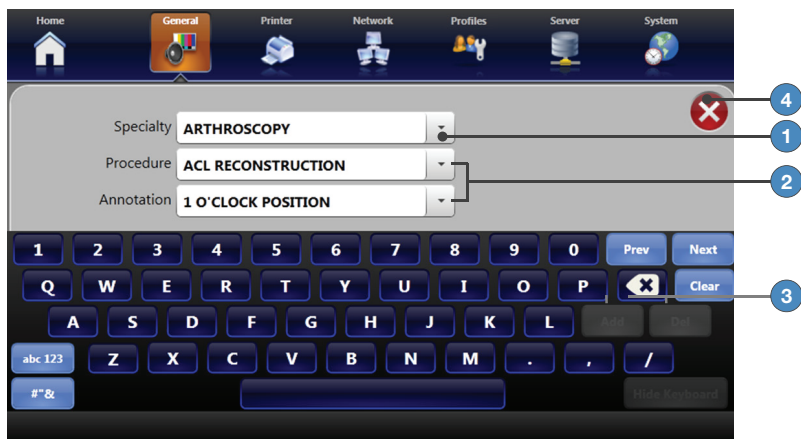 Home General Printer Network Profiles Server System
4
Specialty ARTHROSCOPY
1
Procedure ACL RECONSTRUCTION
2
Annotation 1 O'CLOCK POSITION
1 2 3 4 5 6 7 8 9 0 Prev Next
Q W E R T Y U I O P Clear
3
A S D F G H J K L Add Del
abc 123 Z X C V B N M . , /
#"& Hide Keyboard